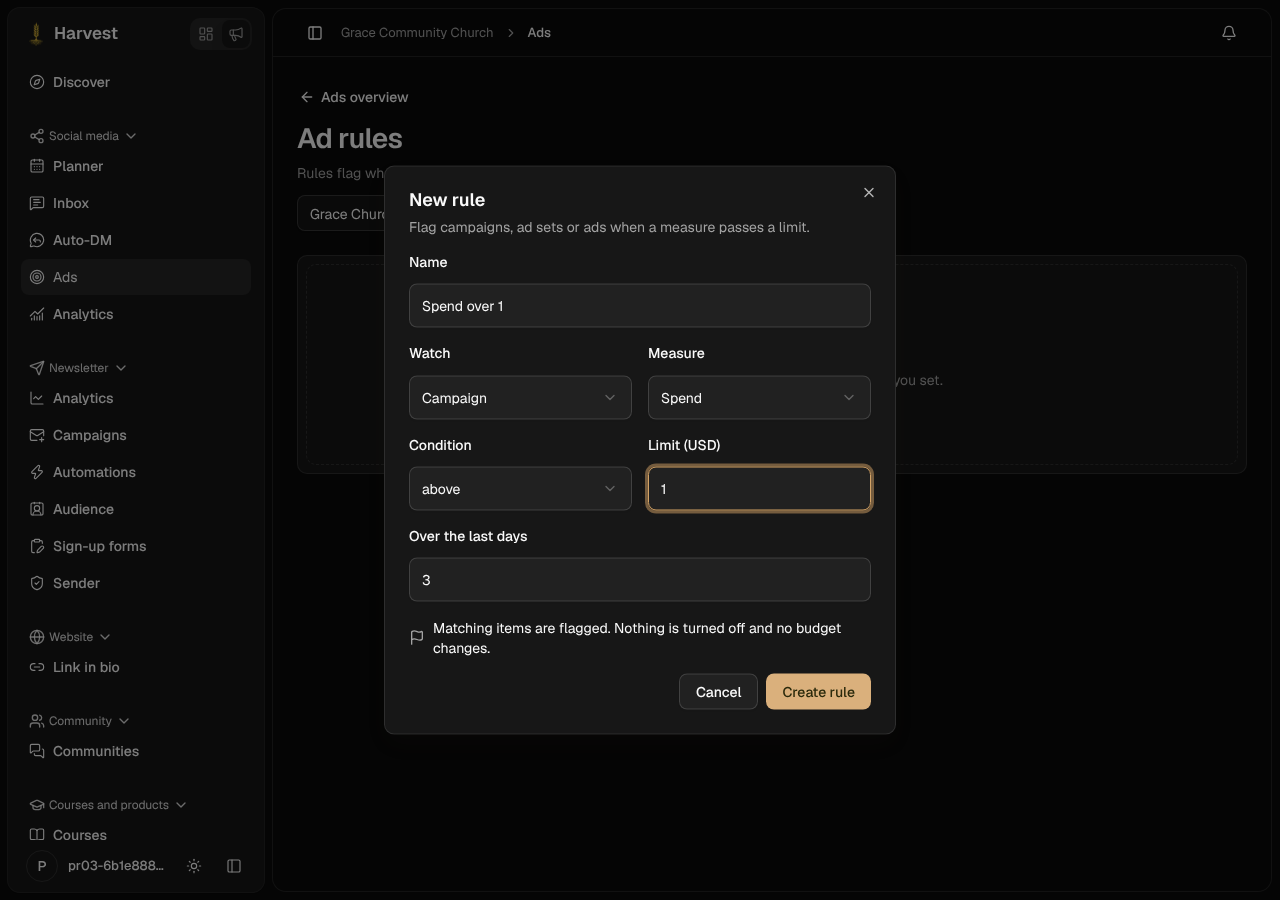 Harvest
Grace Community Church
Ads
Discover
Ads overview
Social media
Ad rules
Planner
Rules flag wh
Inbox
Grace Churc
Auto-DM
Ads
Analytics
New rule
Flag campaigns, ad sets or ads when a measure passes a limit.
Name
Spend over 1
Watch
Measure
Campaign
Spend
you set.
Condition
Limit (USD)
above
1
Over the last days
3
Matching items are flagged. Nothing is turned off and no budget
changes.
Cancel
Create rule
Newsletter
Analytics
Campaigns
Automations
Audience
Sign-up forms
Sender
Website
Link in bio
Community
Communities
Courses and products
Courses
P
pr03-6b1e888...